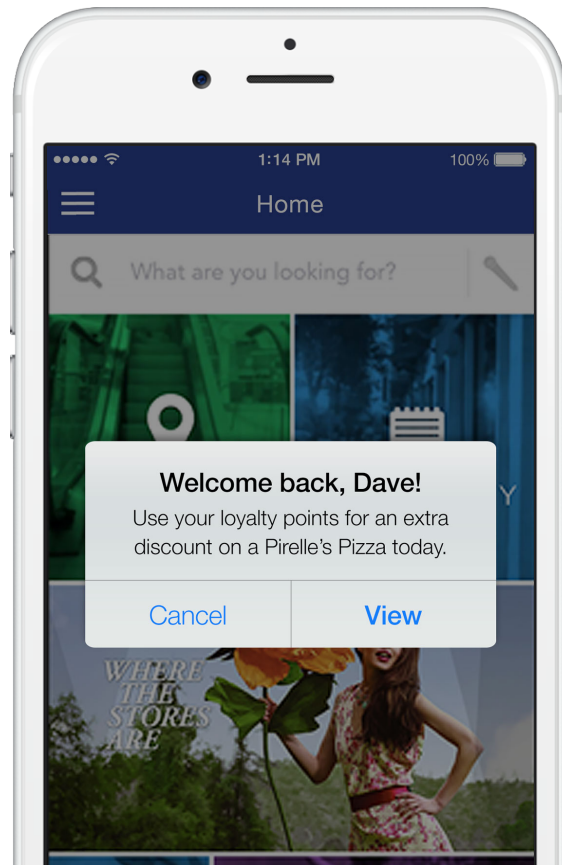 1:14 PM
100%
Home
What are you looking for?
Y
Welcome back, Dave!
Use your loyalty points for an extra
discount on a Pirelle’s Pizza today.
Cancel
View
WHERE
THE
STORES
ARE